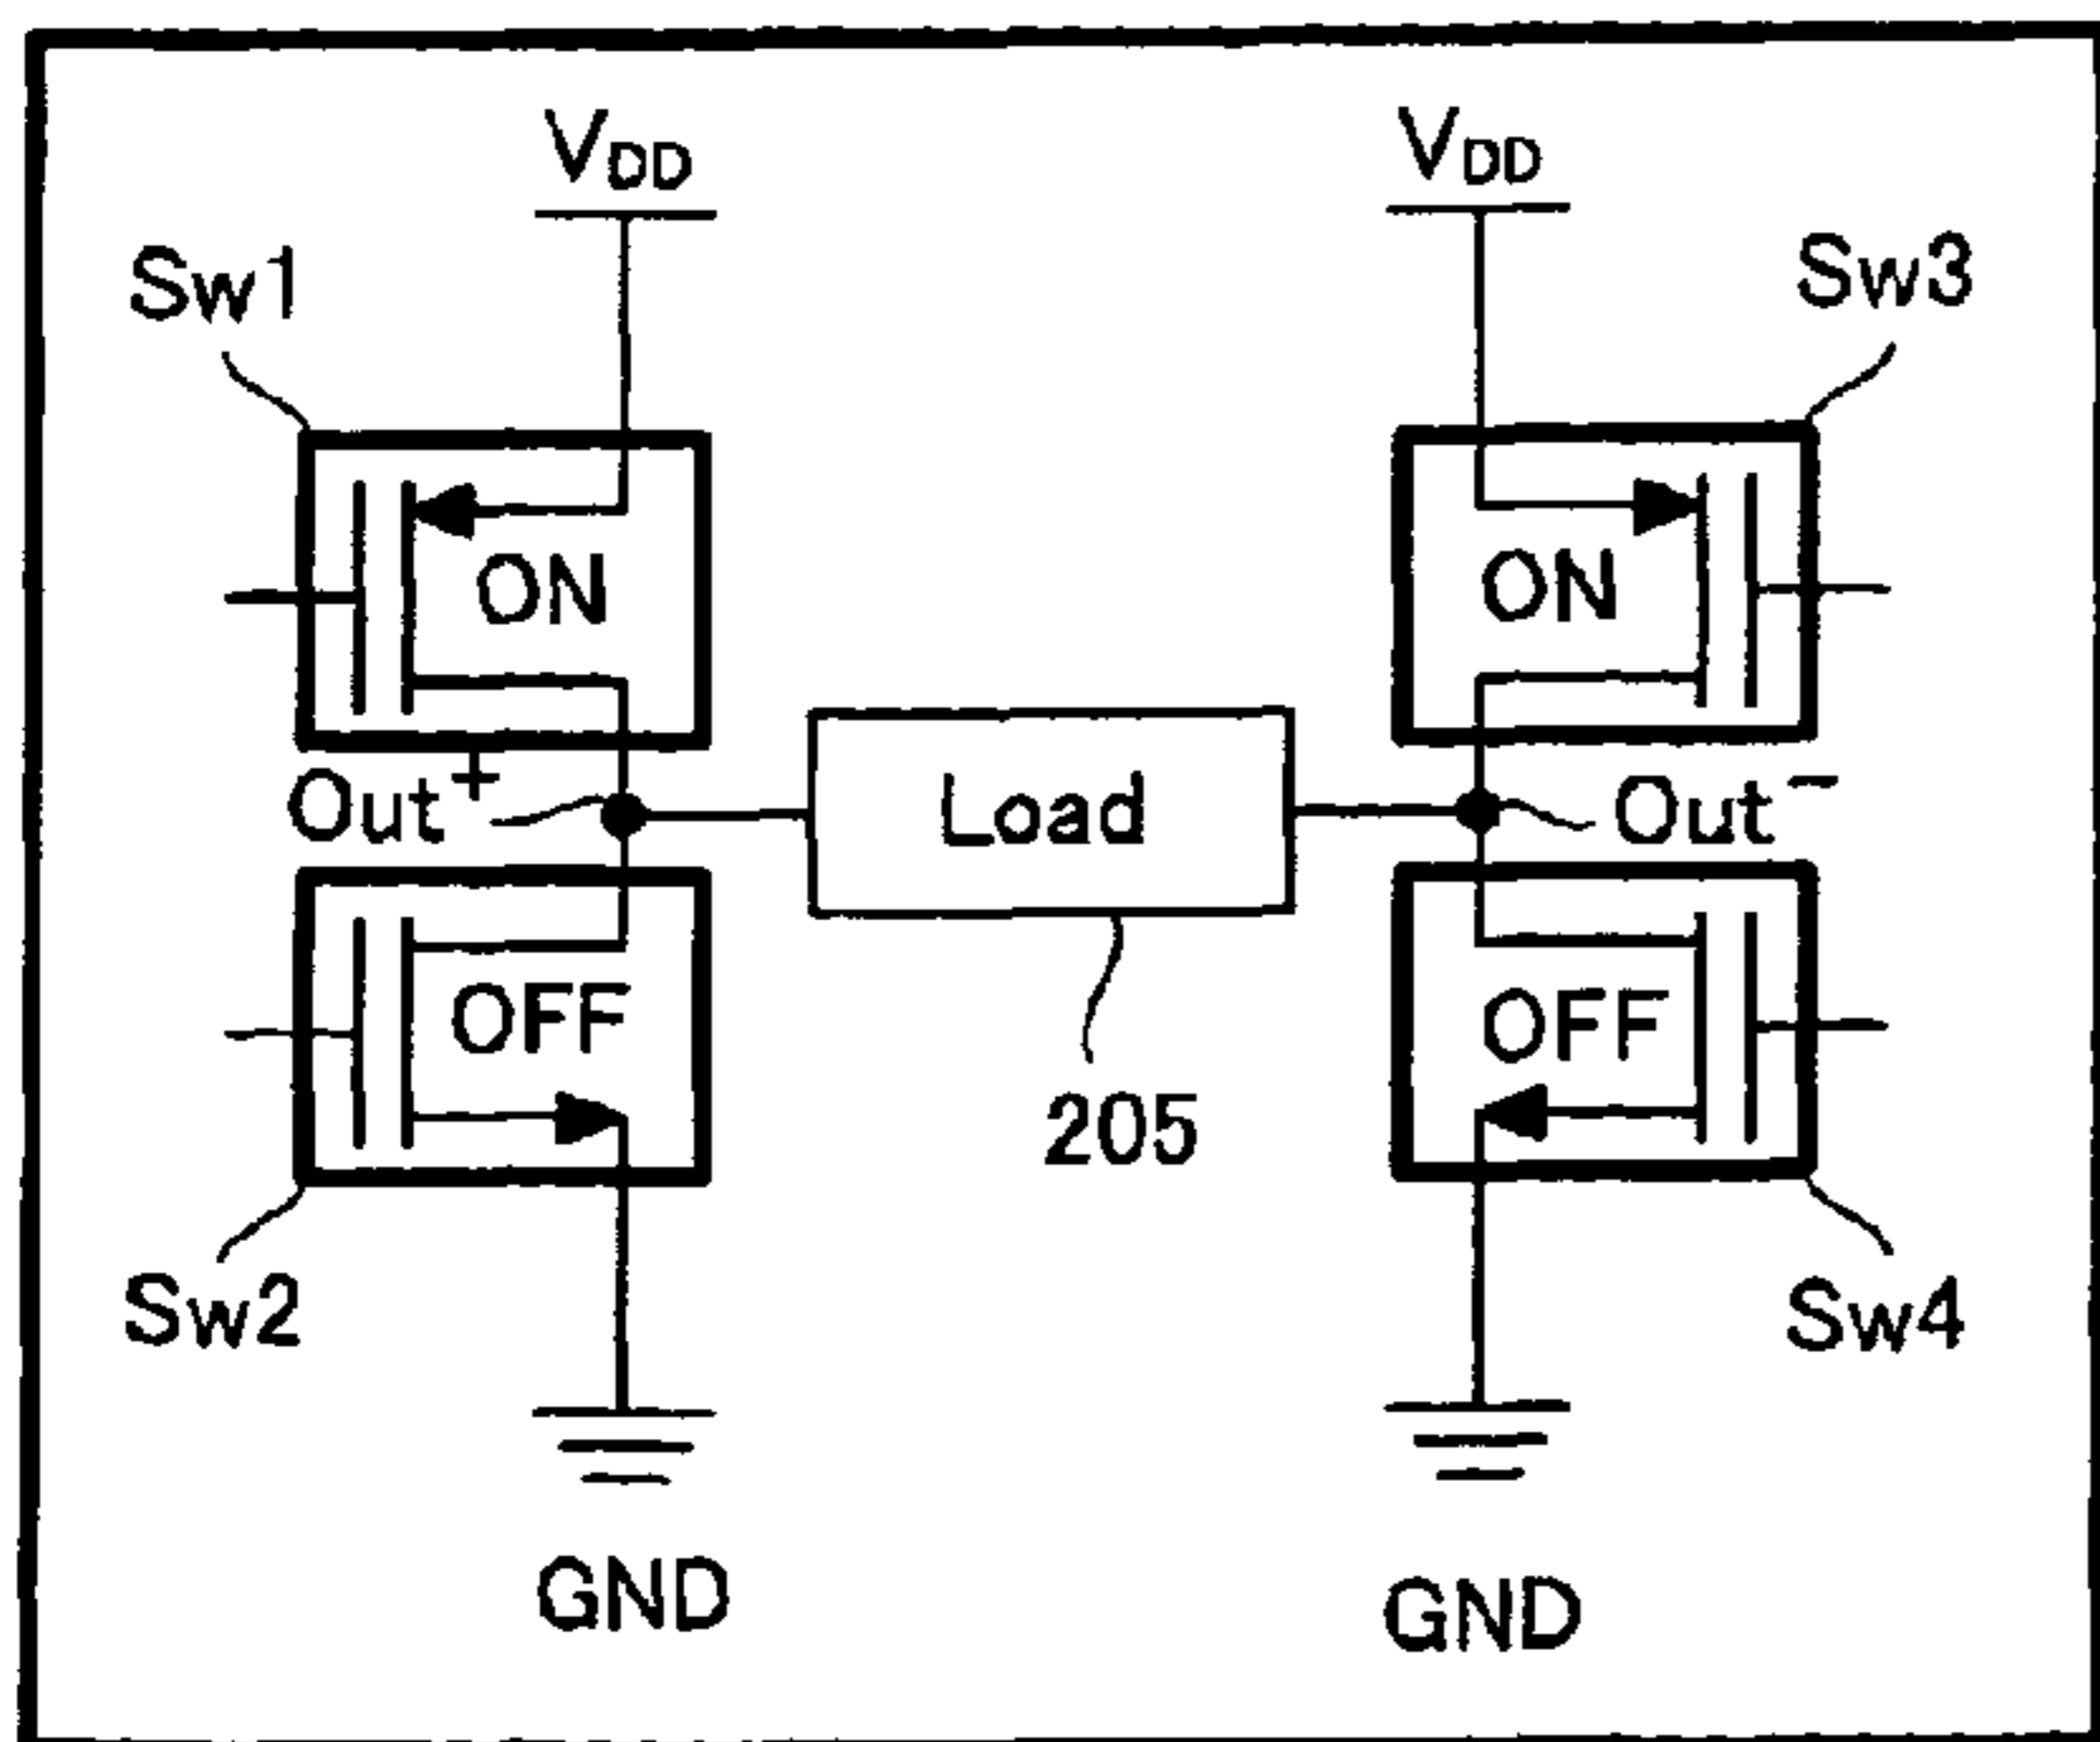 VDD
VDD
Sw1
Sw3
ON
ON
Out+
Load
Out-
OFF
OFF
205
Sw2
Sw4
GND
GND